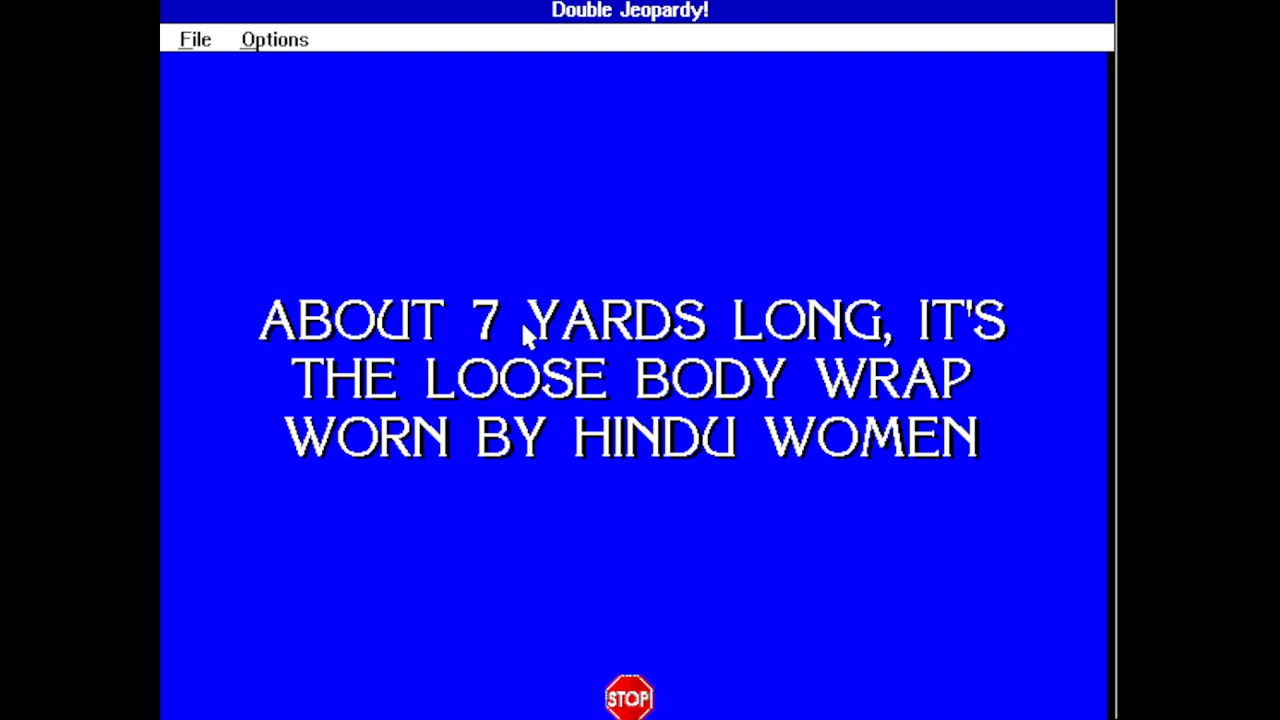 Double Jeopardy!
File Options
ABOUT 7 YARDS LONG, IT'S
THE LOOSE BODY WRAP
WORN BY HINDU WOMEN
STOP